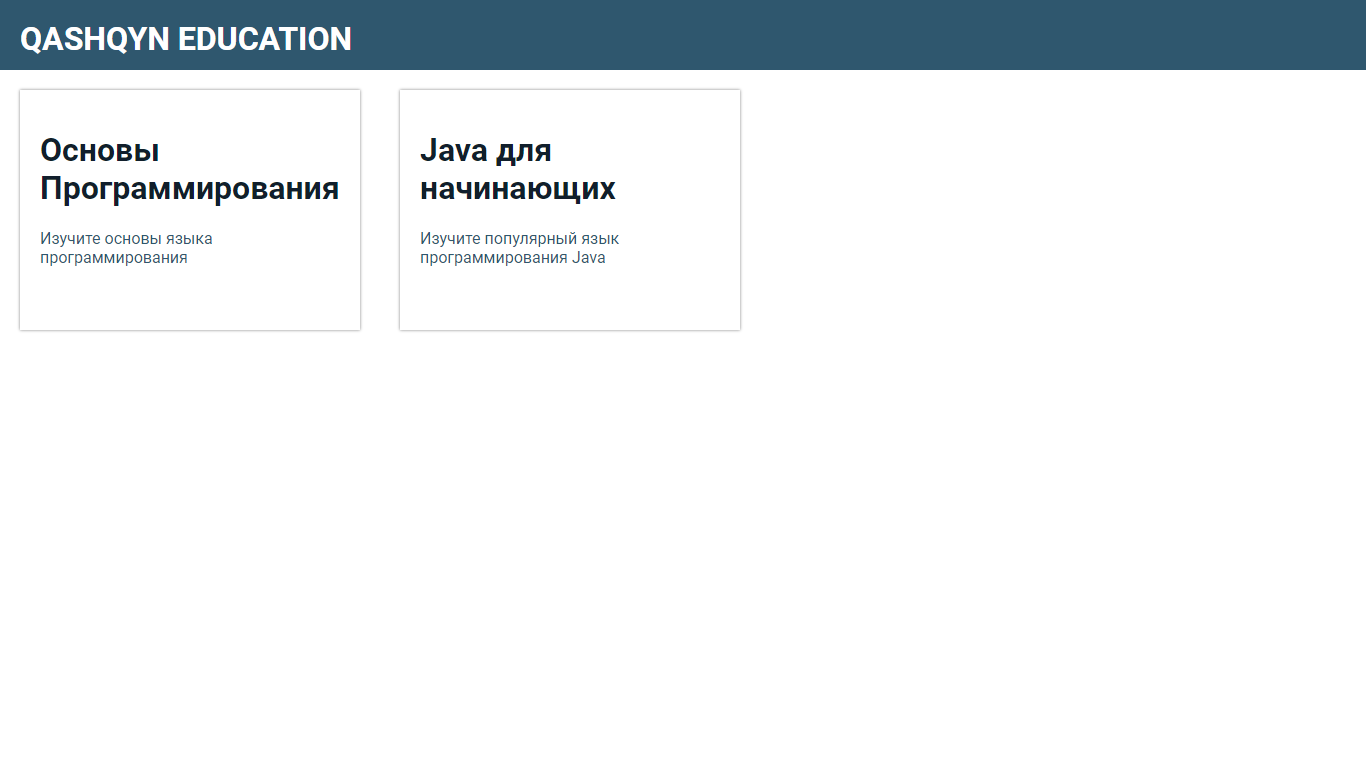 QASHQYN EDUCATION
Основы
Программирования
Изучите основы языка
программирования
Java для
начинающих
Изучите популярный язык
программирования Java